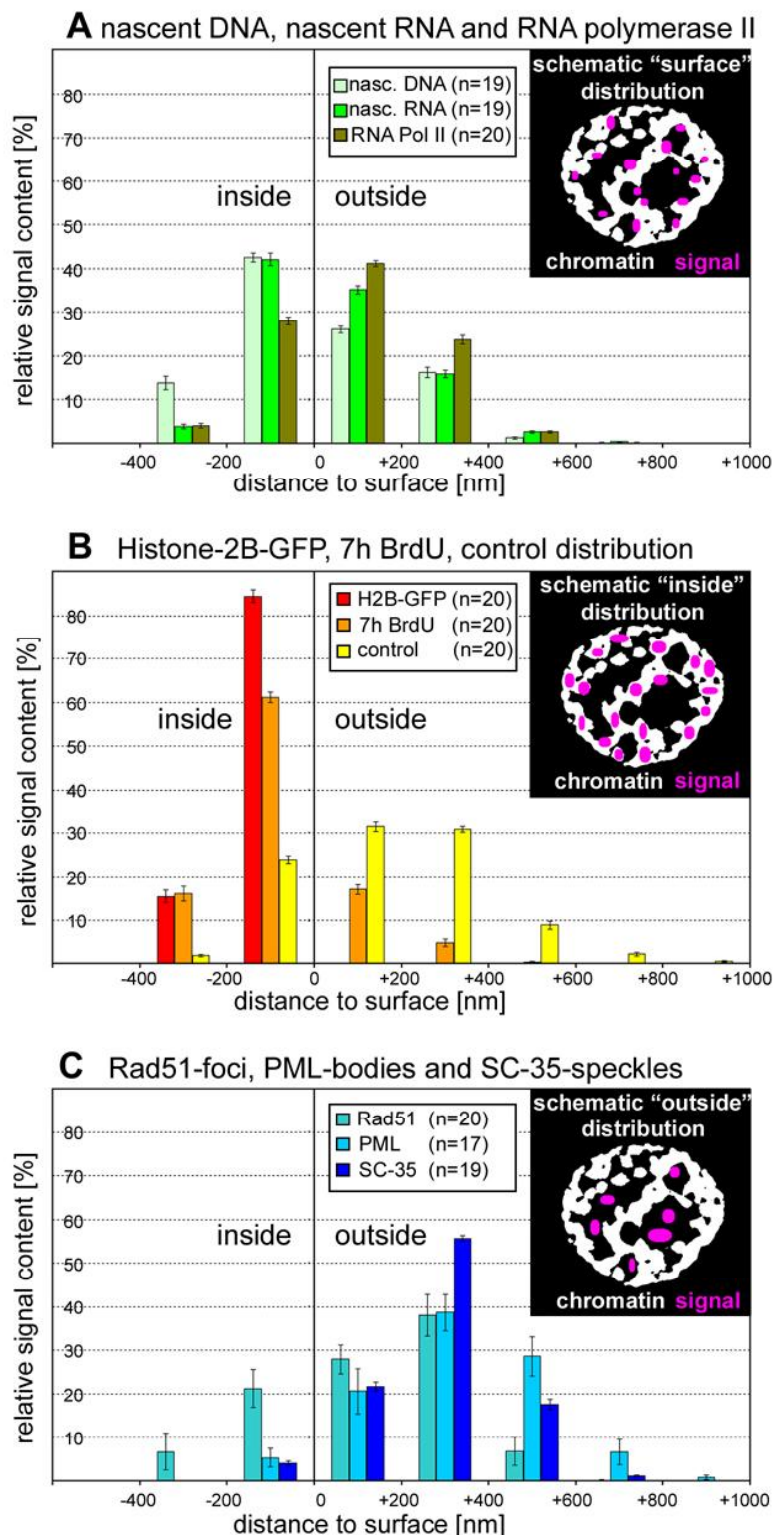 A nascent DNA, nascent RNA and RNA polymerase II
relative signal content [%]
80
70
60
50
40
30
20
10
inside
outside
nasc. DNA (n=19)
nasc. RNA (n=19)
RNA Pol II (n=20)
schematic “surface”
distribution
chromatin signal
-400 -200 0 +200 +400 +600 +800 +1000
distance to surface [nm]
B Histone-2B-GFP, 7h BrdU, control distribution
relative signal content [%]
80
70
60
50
40
30
20
10
inside
outside
H2B-GFP (n=20)
7h BrdU (n=20)
control (n=20)
schematic “inside”
distribution
chromatin signal
-400 -200 0 +200 +400 +600 +800 +1000
distance to surface [nm]
C Rad51-foci, PML-bodies and SC-35-speckles
relative signal content [%]
80
70
60
50
40
30
20
10
inside
outside
Rad51 (n=20)
PML (n=17)
SC-35 (n=19)
schematic “outside”
distribution
chromatin signal
-400 -200 0 +200 +400 +600 +800 +1000
distance to surface [nm]